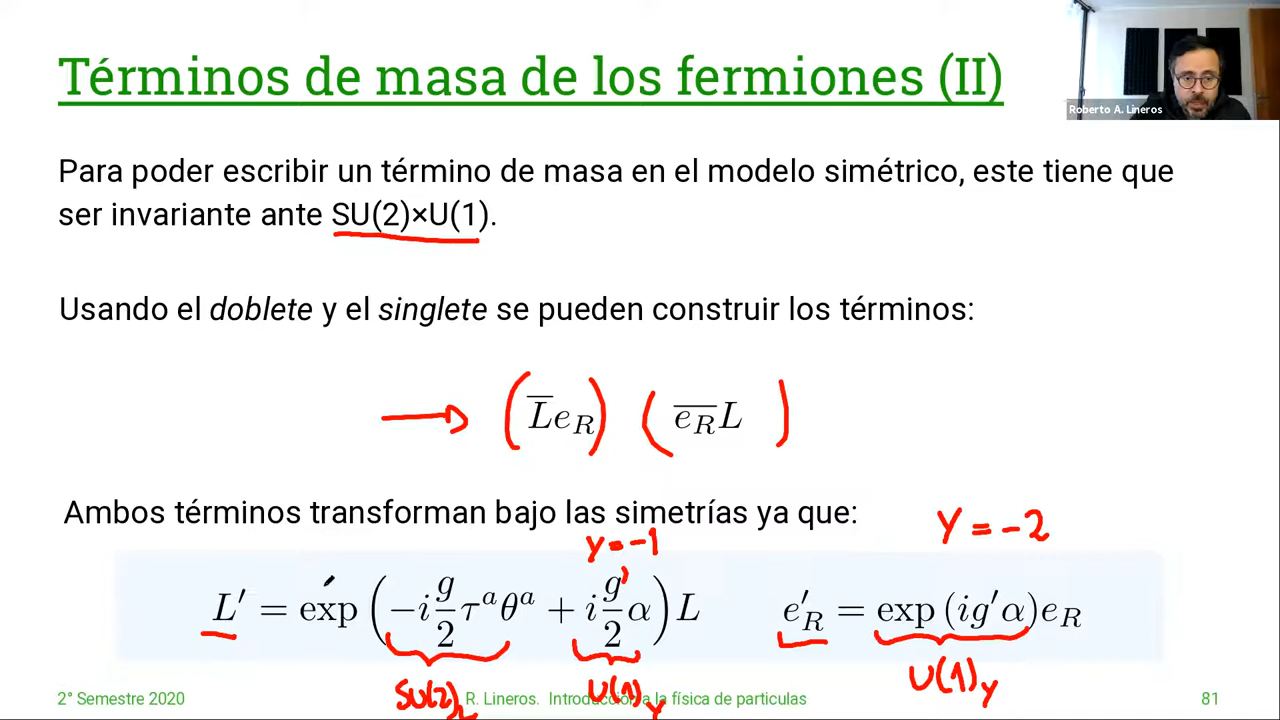 Términos de masa de los fermiones (II)
Roberto A. Lineros
Para poder escribir un término de masa en el modelo simétrico, este tiene que
ser invariante ante SU(2)×U(1).
Usando el doblete y el singlete se pueden construir los términos:
→ ( L̅e_R ) ( e̅_R̅L )
Ambos términos transforman bajo las simetrías ya que:
Y = -2
Y = -1
L′ = exp (−i g/2 τ^a θ^a + i g′/2 α) L e′_R = exp (ig′α)e_R
SU(2)_L U(1)_Y U(1)_Y
2° Semestre 2020 R. Lineros. Introducción a la física de particulas 81